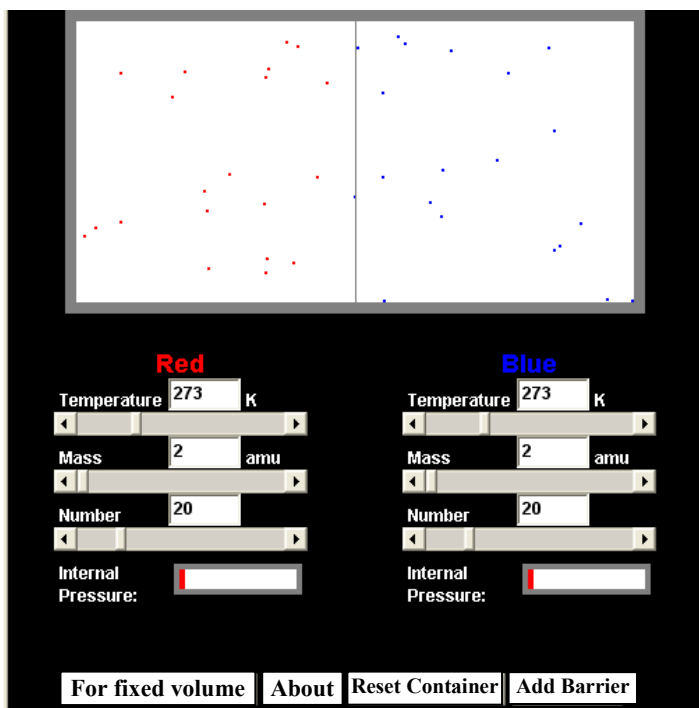 Red Blue
Temperature 273 K Temperature 273 K
Mass 2 amu Mass 2 amu
Number 20 Number 20
Internal Internal
Pressure: Pressure:
For fixed volume About Reset Container Add Barrier